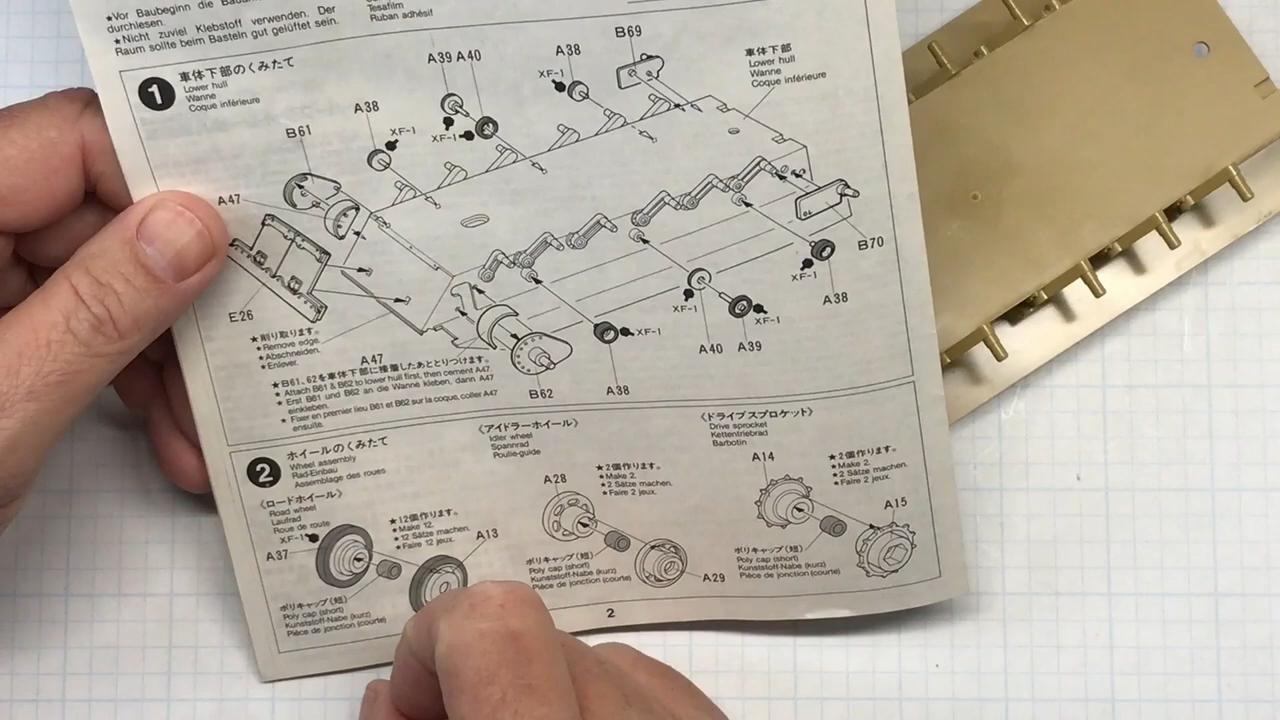 ★Vor Baubeginn die
durchlesen.
★Nicht zuviel Klebstoff verwenden. Der
Raum sollte beim Basteln gut gelüftet sein.
Tesafilm
Ruban adhésif
1
車体下部のくみたて
Lower hull
Wanne
Coque inférieure
A39 A40
A38
B69
車体下部
Lower hull
Wanne
Coque inférieure
XF-1
A38
XF-1
XF-1
B61
A47
B70
XF-1
A38
E26
XF-1
XF-1
XF-1
A40 A39
★削り取ります。
★Remove edge.
★Abschneiden.
★Enlever.
A47
B62
A38
★B61、62を車体下部に接着したあととりつけます。
★ Attach B61 & B62 to lower hull first, then cement A47.
★ Erst B61 und B62 an die Wanne kleben, dann A47
einkleben.
★ Fixer en premier lieu B61 et B62 sur la coque, coller A47
ensuite.
2
ホイールのくみたて
Wheel assembly
Rad-Einbau
Assemblage des roues
《ロードホイール》
Road wheel
Laufrad
Roue de route
XF-1
A37
★12個作ります。
★Make 12.
★12 Sätze machen.
★Faire 12 jeux.
A13
ポリキャップ(短)
Poly cap (short)
Kunststoff-Nabe (kurz)
Pièce de jonction (courte)
《アイドラーホイール》
Idler wheel
Spannrad
Poulie-guide
A28
★2個作ります。
★Make 2.
★2 Sätze machen.
★Faire 2 jeux.
ポリキャップ(短)
Poly cap (short)
Kunststoff-Nabe (kurz)
Pièce de jonction (courte)
A29
《ドライブスプロケット》
Drive sprocket
Kettentriebrad
Barbotin
A14
★2個作ります。
★Make 2.
★2 Sätze machen.
★Faire 2 jeux.
A15
ポリキャップ(短)
Poly cap (short)
Kunststoff-Nabe (kurz)
Pièce de jonction (courte)
2